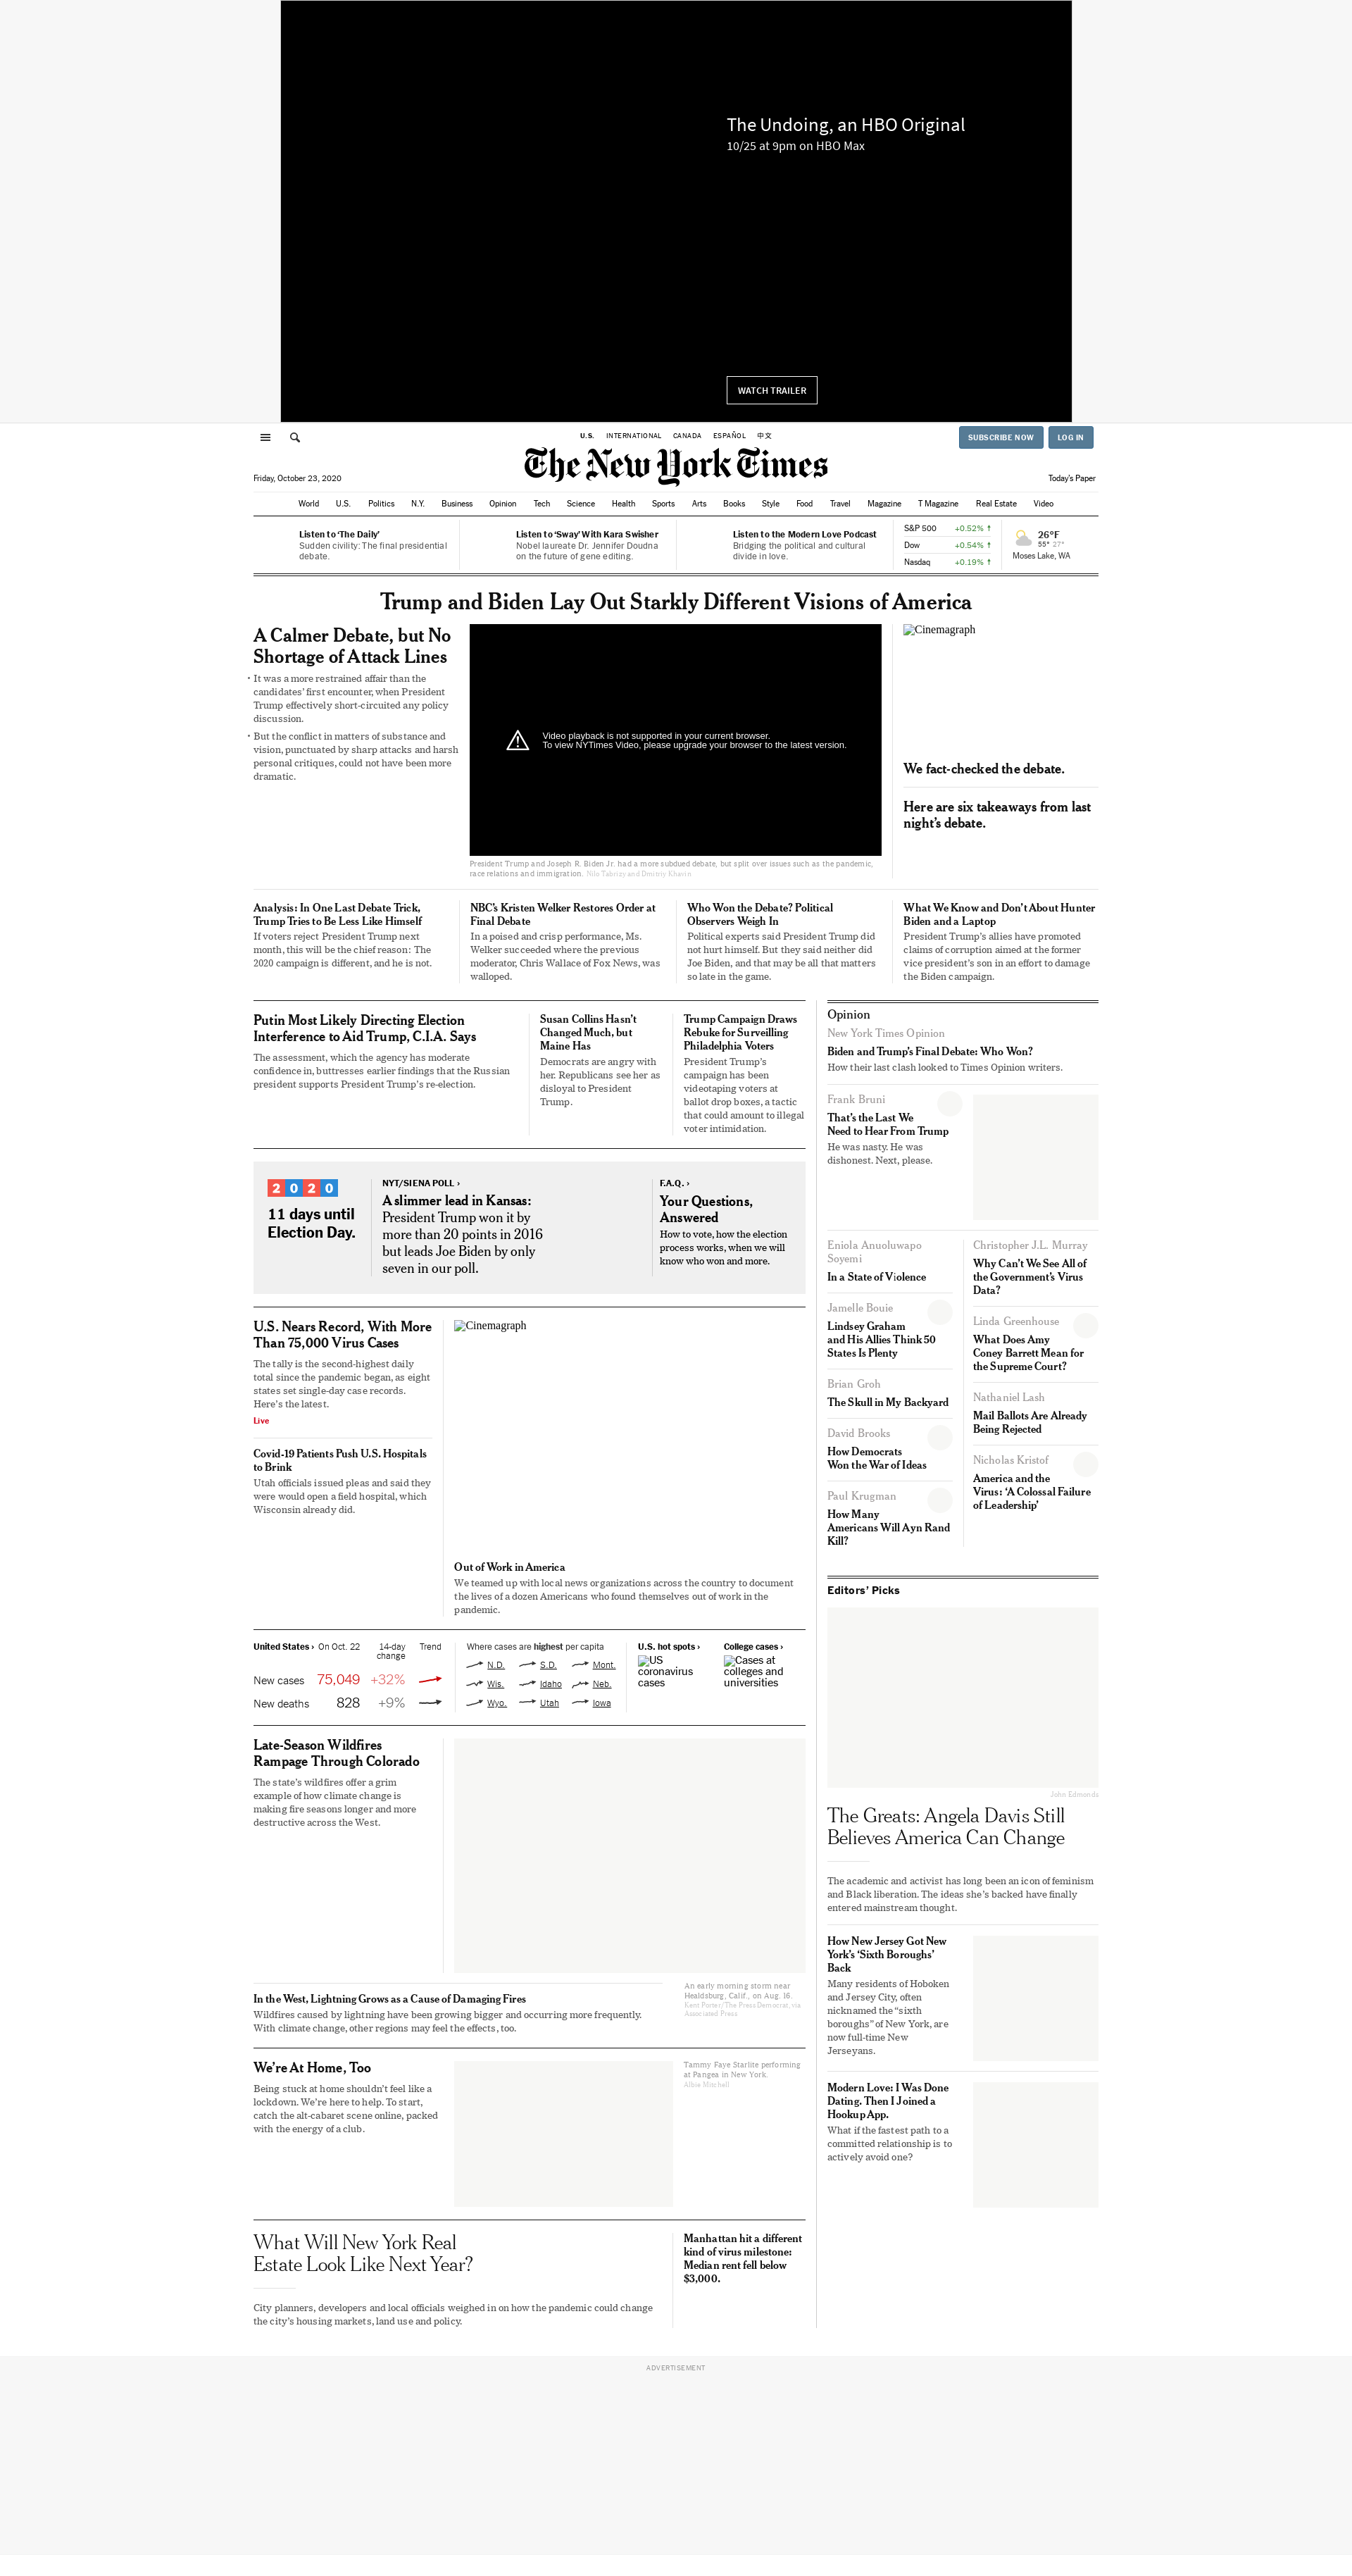 The Undoing, an HBO Original
10/25 at 9pm on HBO Max
WATCH TRAILER
U.S.
INTERNATIONAL
CANADA
ESPAÑOL
中文
SUBSCRIBE NOW
LOG IN
The New York Times
Friday, October 23, 2020
Today's Paper
World
U.S.
Politics
N.Y.
Business
Opinion
Tech
Science
Health
Sports
Arts
Books
Style
Food
Travel
Magazine
T Magazine
Real Estate
Video
Listen to ‘The Daily’
Sudden civility: The final presidential
debate.
Listen to ‘Sway’ With Kara Swisher
Nobel laureate Dr. Jennifer Doudna
on the future of gene editing.
Listen to the Modern Love Podcast
Bridging the political and cultural
divide in love.
S&P 500 +0.52% ↑
Dow +0.54% ↑
Nasdaq +0.19% ↑
26°F
55° 27°
Moses Lake, WA
Trump and Biden Lay Out Starkly Different Visions of America
A Calmer Debate, but No
Shortage of Attack Lines
• It was a more restrained affair than the
candidates’ first encounter, when President
Trump effectively short-circuited any policy
discussion.
• But the conflict in matters of substance and
vision, punctuated by sharp attacks and harsh
personal critiques, could not have been more
dramatic.
Video playback is not supported in your current browser.
To view NYTimes Video, please upgrade your browser to the latest version.
President Trump and Joseph R. Biden Jr. had a more subdued debate, but split over issues such as the pandemic,
race relations and immigration. Nilo Tabrizy and Dmitriy Khavin
Cinemagraph
We fact-checked the debate.
Here are six takeaways from last
night’s debate.
Analysis: In One Last Debate Trick,
Trump Tries to Be Less Like Himself
If voters reject President Trump next
month, this will be the chief reason: The
2020 campaign is different, and he is not.
NBC’s Kristen Welker Restores Order at
Final Debate
In a poised and crisp performance, Ms.
Welker succeeded where the previous
moderator, Chris Wallace of Fox News, was
walloped.
Who Won the Debate? Political
Observers Weigh In
Political experts said President Trump did
not hurt himself. But they said neither did
Joe Biden, and that may be all that matters
so late in the game.
What We Know and Don’t About Hunter
Biden and a Laptop
President Trump’s allies have promoted
claims of corruption aimed at the former
vice president’s son in an effort to damage
the Biden campaign.
Putin Most Likely Directing Election
Interference to Aid Trump, C.I.A. Says
The assessment, which the agency has moderate
confidence in, buttresses earlier findings that the Russian
president supports President Trump’s re-election.
Susan Collins Hasn’t
Changed Much, but
Maine Has
Democrats are angry with
her. Republicans see her as
disloyal to President
Trump.
Trump Campaign Draws
Rebuke for Surveilling
Philadelphia Voters
President Trump’s
campaign has been
videotaping voters at
ballot drop boxes, a tactic
that could amount to illegal
voter intimidation.
2020
11 days until
Election Day.
NYT/SIENA POLL ›
A slimmer lead in Kansas:
President Trump won it by
more than 20 points in 2016
but leads Joe Biden by only
seven in our poll.
F.A.Q. ›
Your Questions,
Answered
How to vote, how the election
process works, when we will
know who won and more.
U.S. Nears Record, With More
Than 75,000 Virus Cases
The tally is the second-highest daily
total since the pandemic began, as eight
states set single-day case records.
Here’s the latest.
Live
Covid-19 Patients Push U.S. Hospitals
to Brink
Utah officials issued pleas and said they
were would open a field hospital, which
Wisconsin already did.
Cinemagraph
Out of Work in America
We teamed up with local news organizations across the country to document
the lives of a dozen Americans who found themselves out of work in the
pandemic.
United States › On Oct. 22 14-day change Trend
New cases 75,049 +32%
New deaths 828 +9%
Where cases are highest per capita
N.D. S.D. Mont.
Wis. Idaho Neb.
Wyo. Utah Iowa
U.S. hot spots ›
US
coronavirus
cases
College cases ›
Cases at
colleges and
universities
Late-Season Wildfires
Rampage Through Colorado
The state’s wildfires offer a grim
example of how climate change is
making fire seasons longer and more
destructive across the West.
In the West, Lightning Grows as a Cause of Damaging Fires
Wildfires caused by lightning have been growing bigger and occurring more frequently.
With climate change, other regions may feel the effects, too.
An early morning storm near
Healdsburg, Calif., on Aug. 16.
Kent Porter/The Press Democrat, via
Associated Press
We’re At Home, Too
Being stuck at home shouldn’t feel like a
lockdown. We’re here to help. To start,
catch the alt-cabaret scene online, packed
with the energy of a club.
Tammy Faye Starlite performing
at Pangea in New York.
Albie Mitchell
What Will New York Real
Estate Look Like Next Year?
City planners, developers and local officials weighed in on how the pandemic could change
the city’s housing markets, land use and policy.
Manhattan hit a different
kind of virus milestone:
Median rent fell below
$3,000.
Opinion
New York Times Opinion
Biden and Trump’s Final Debate: Who Won?
How their last clash looked to Times Opinion writers.
Frank Bruni
That’s the Last We
Need to Hear From Trump
He was nasty. He was
dishonest. Next, please.
Eniola Anuoluwapo
Soyemi
In a State of Violence
Jamelle Bouie
Lindsey Graham
and His Allies Think 50
States Is Plenty
Brian Groh
The Skull in My Backyard
David Brooks
How Democrats
Won the War of Ideas
Paul Krugman
How Many
Americans Will Ayn Rand
Kill?
Christopher J.L. Murray
Why Can’t We See All of
the Government’s Virus
Data?
Linda Greenhouse
What Does Amy
Coney Barrett Mean for
the Supreme Court?
Nathaniel Lash
Mail Ballots Are Already
Being Rejected
Nicholas Kristof
America and the
Virus: ‘A Colossal Failure
of Leadership’
Editors’ Picks
John Edmonds
The Greats: Angela Davis Still
Believes America Can Change
The academic and activist has long been an icon of feminism
and Black liberation. The ideas she’s backed have finally
entered mainstream thought.
How New Jersey Got New
York’s ‘Sixth Boroughs’
Back
Many residents of Hoboken
and Jersey City, often
nicknamed the “sixth
boroughs” of New York, are
now full-time New
Jerseyans.
Modern Love: I Was Done
Dating. Then I Joined a
Hookup App.
What if the fastest path to a
committed relationship is to
actively avoid one?
ADVERTISEMENT